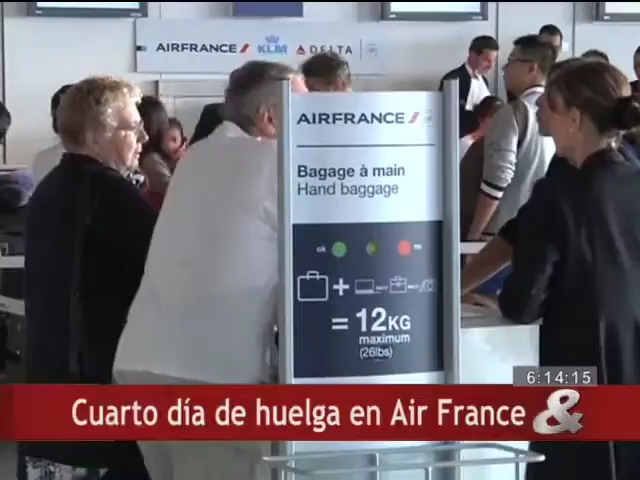 AIRFRANCE KLM DELTA
AIRFRANCE
Bagage à main
Hand baggage
ok
+
= 12KG
maximum
(26lbs)
6:14:15
Cuarto día de huelga en Air France &